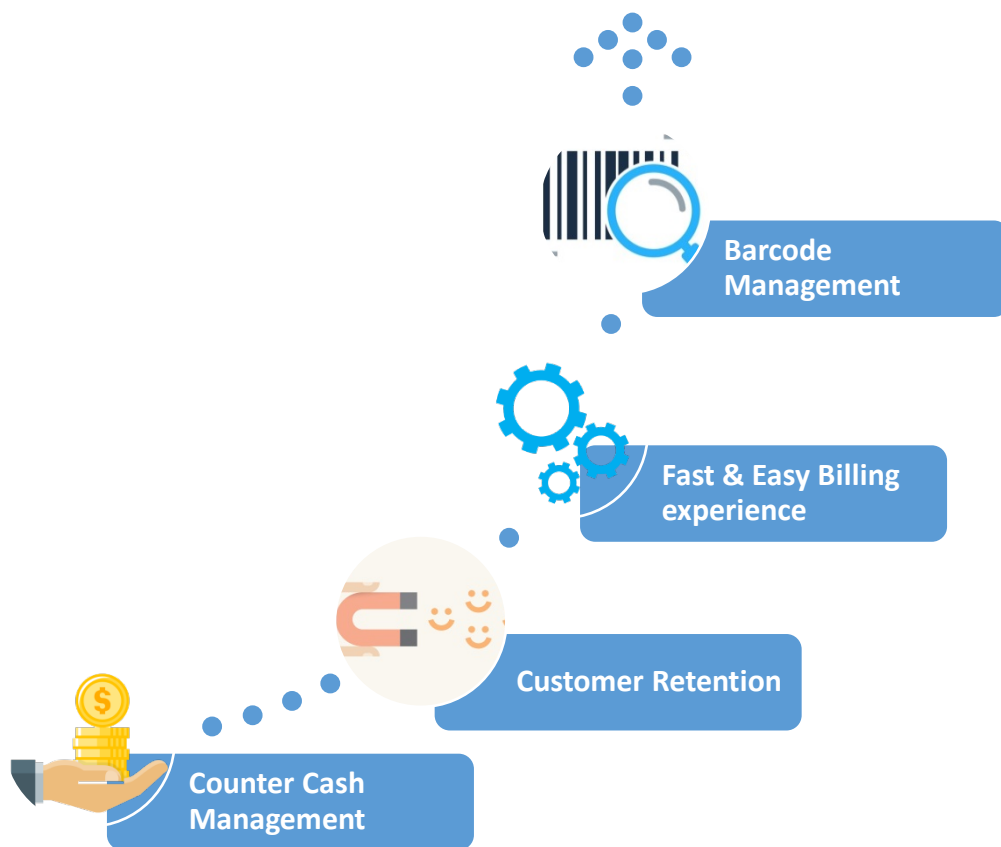 Barcode
Management
Fast & Easy Billing
experience
Customer Retention
$
Counter Cash
Management